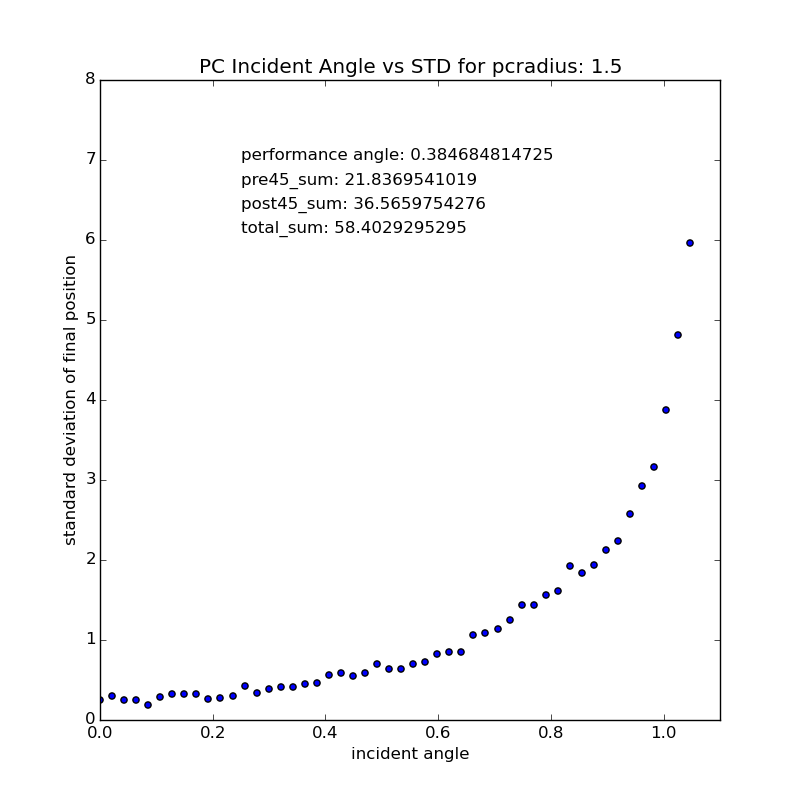 PC Incident Angle vs STD for pcradius: 1.5
8
7
6
5
4
3
2
1
0
performance angle: 0.384684814725
pre45_sum: 21.8369541019
post45_sum: 36.5659754276
total_sum: 58.4029295295
standard deviation of final position
0.0 0.2 0.4 0.6 0.8 1.0
incident angle